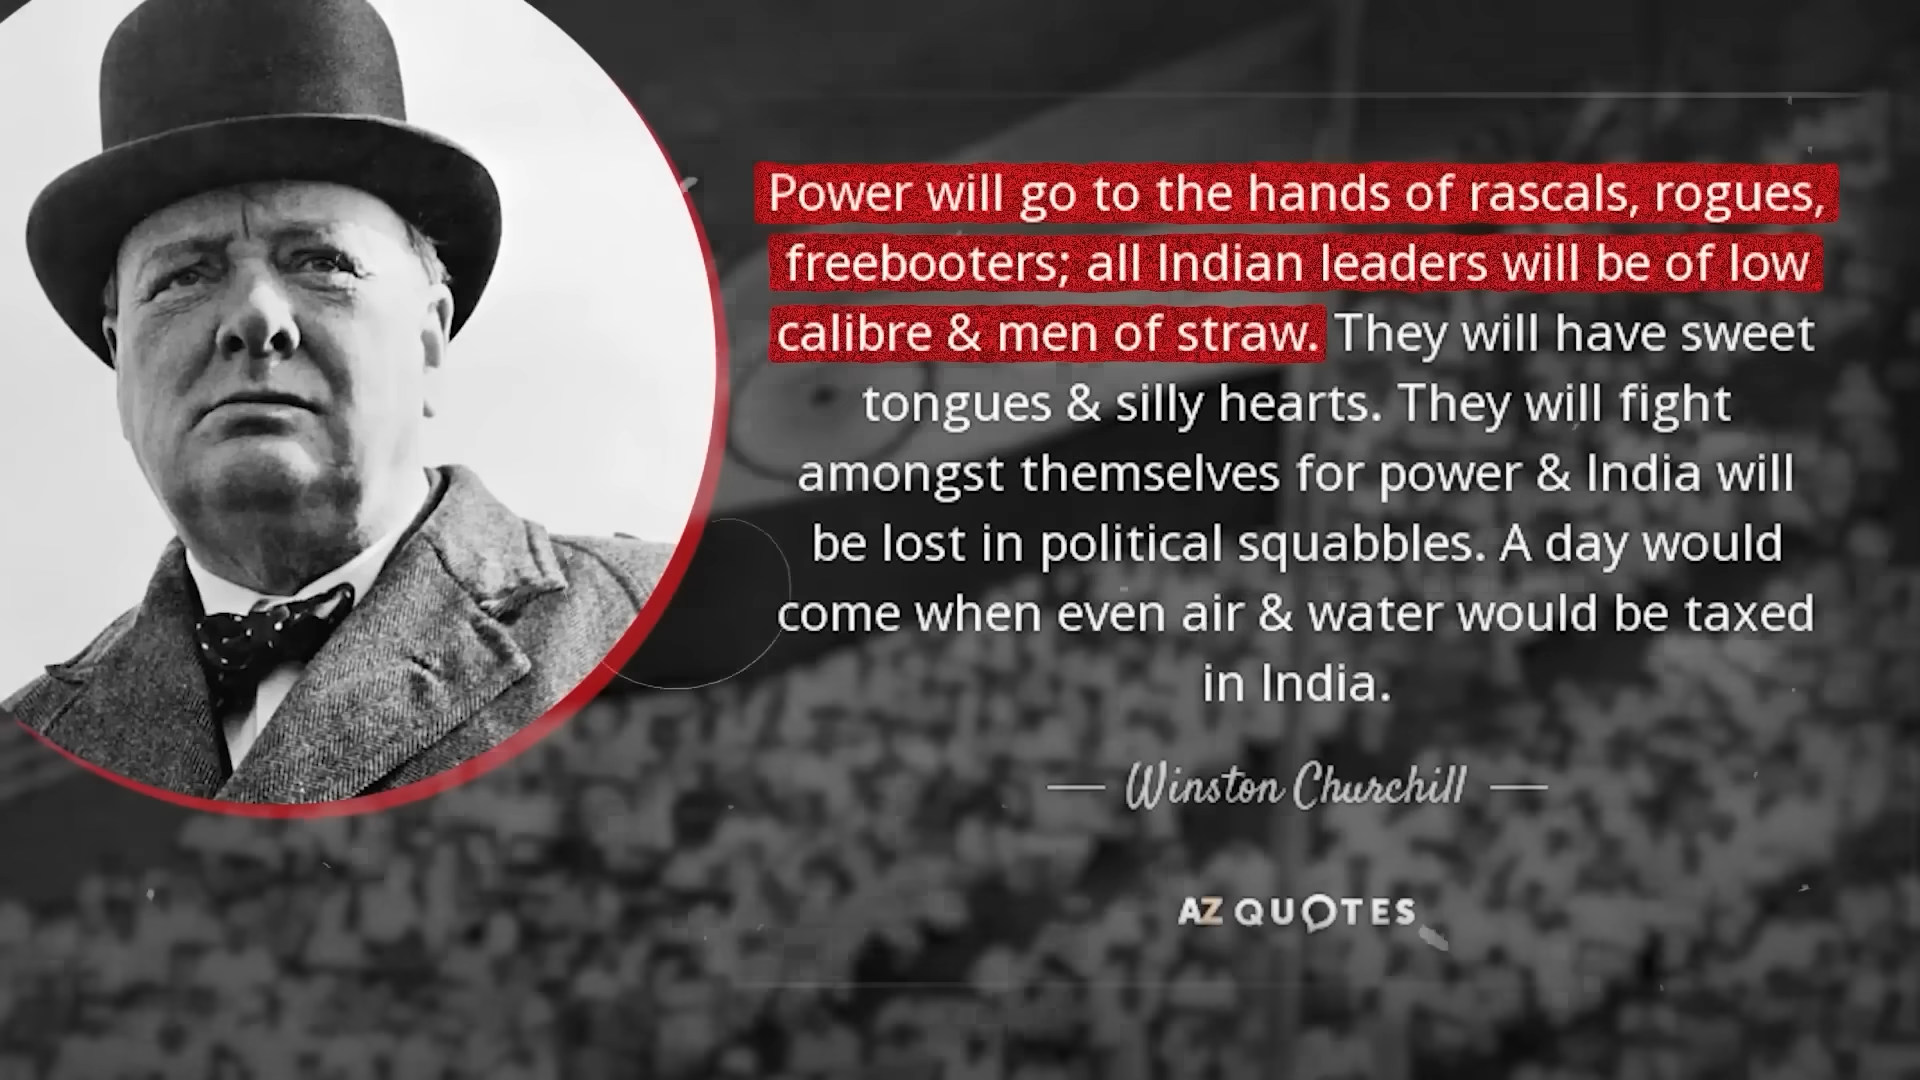 Power will go to the hands of rascals, rogues,
freebooters; all Indian leaders will be of low
calibre & men of straw. They will have sweet
tongues & silly hearts. They will fight
amongst themselves for power & India will
be lost in political squabbles. A day would
come when even air & water would be taxed
in India.
— Winston Churchill —
AZ QUOTES